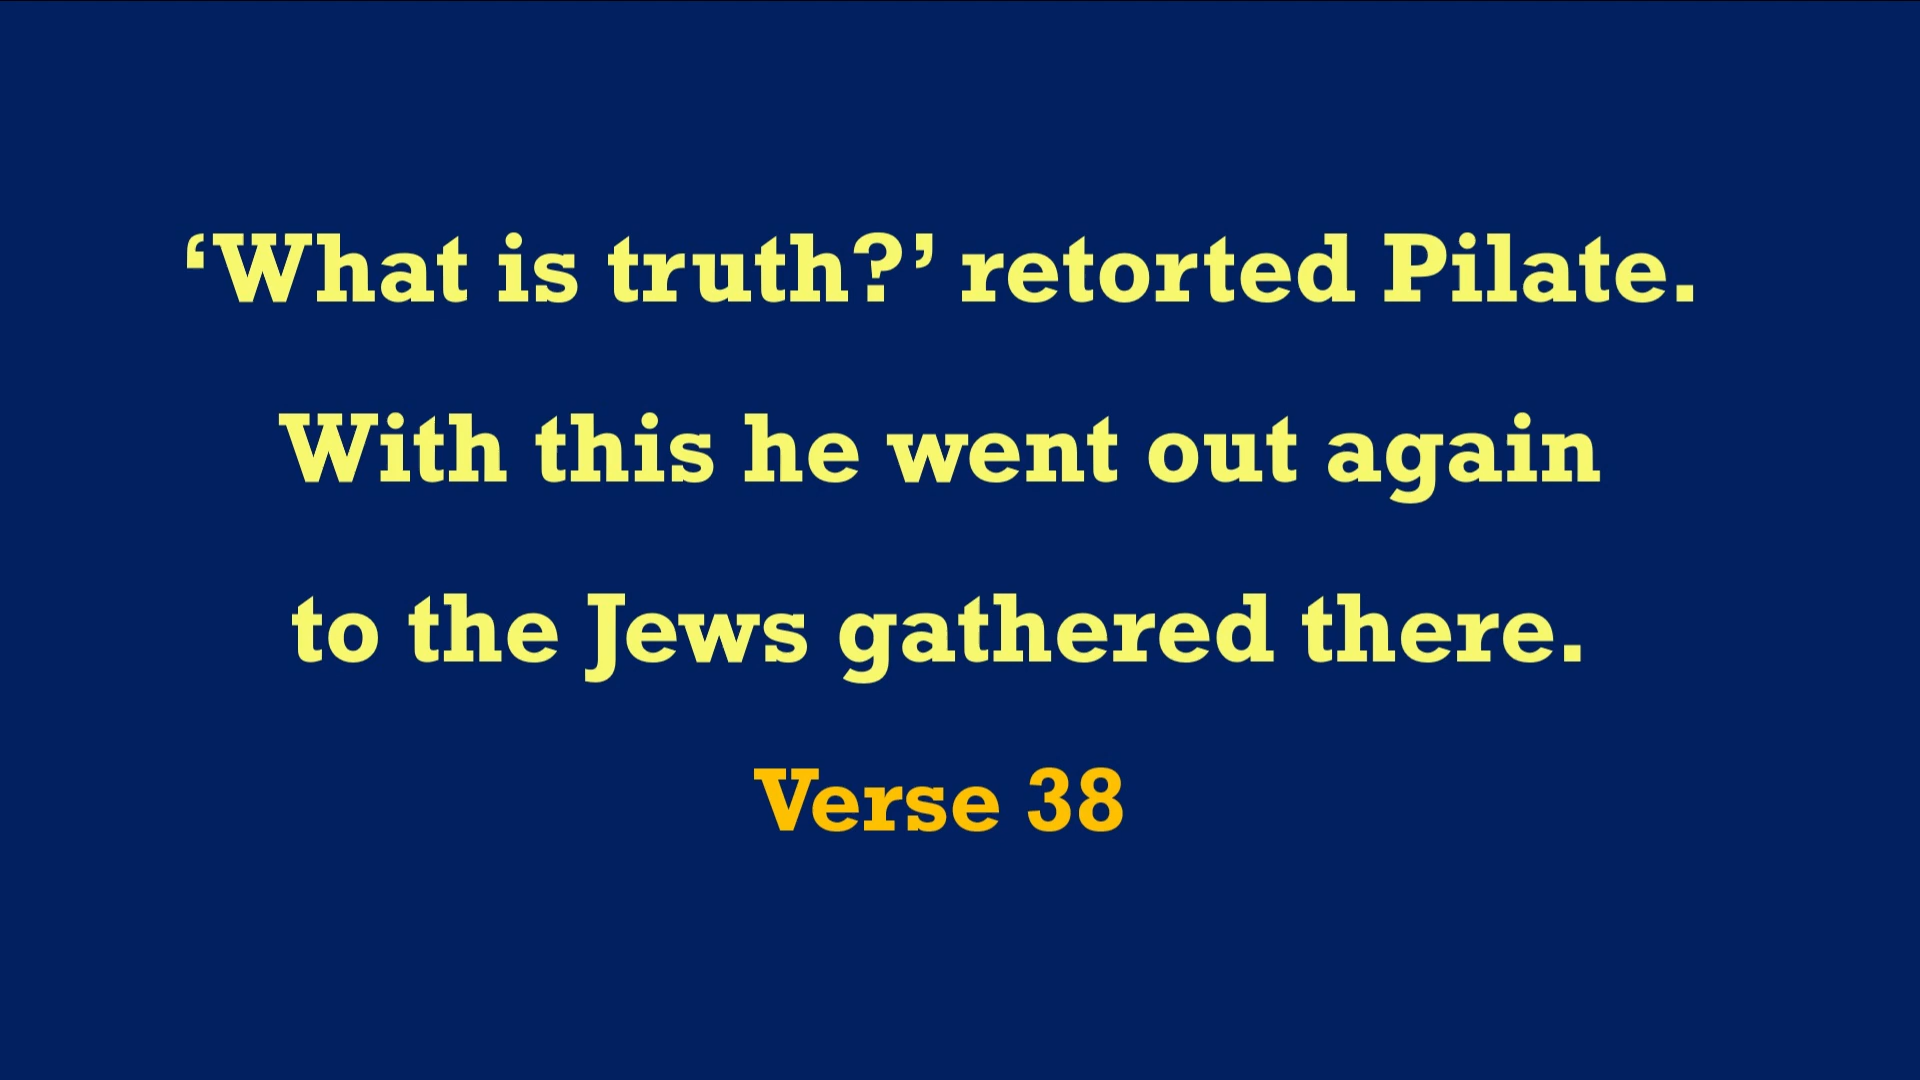 ‘What is truth?’ retorted Pilate.
With this he went out again
to the Jews gathered there.
Verse 38